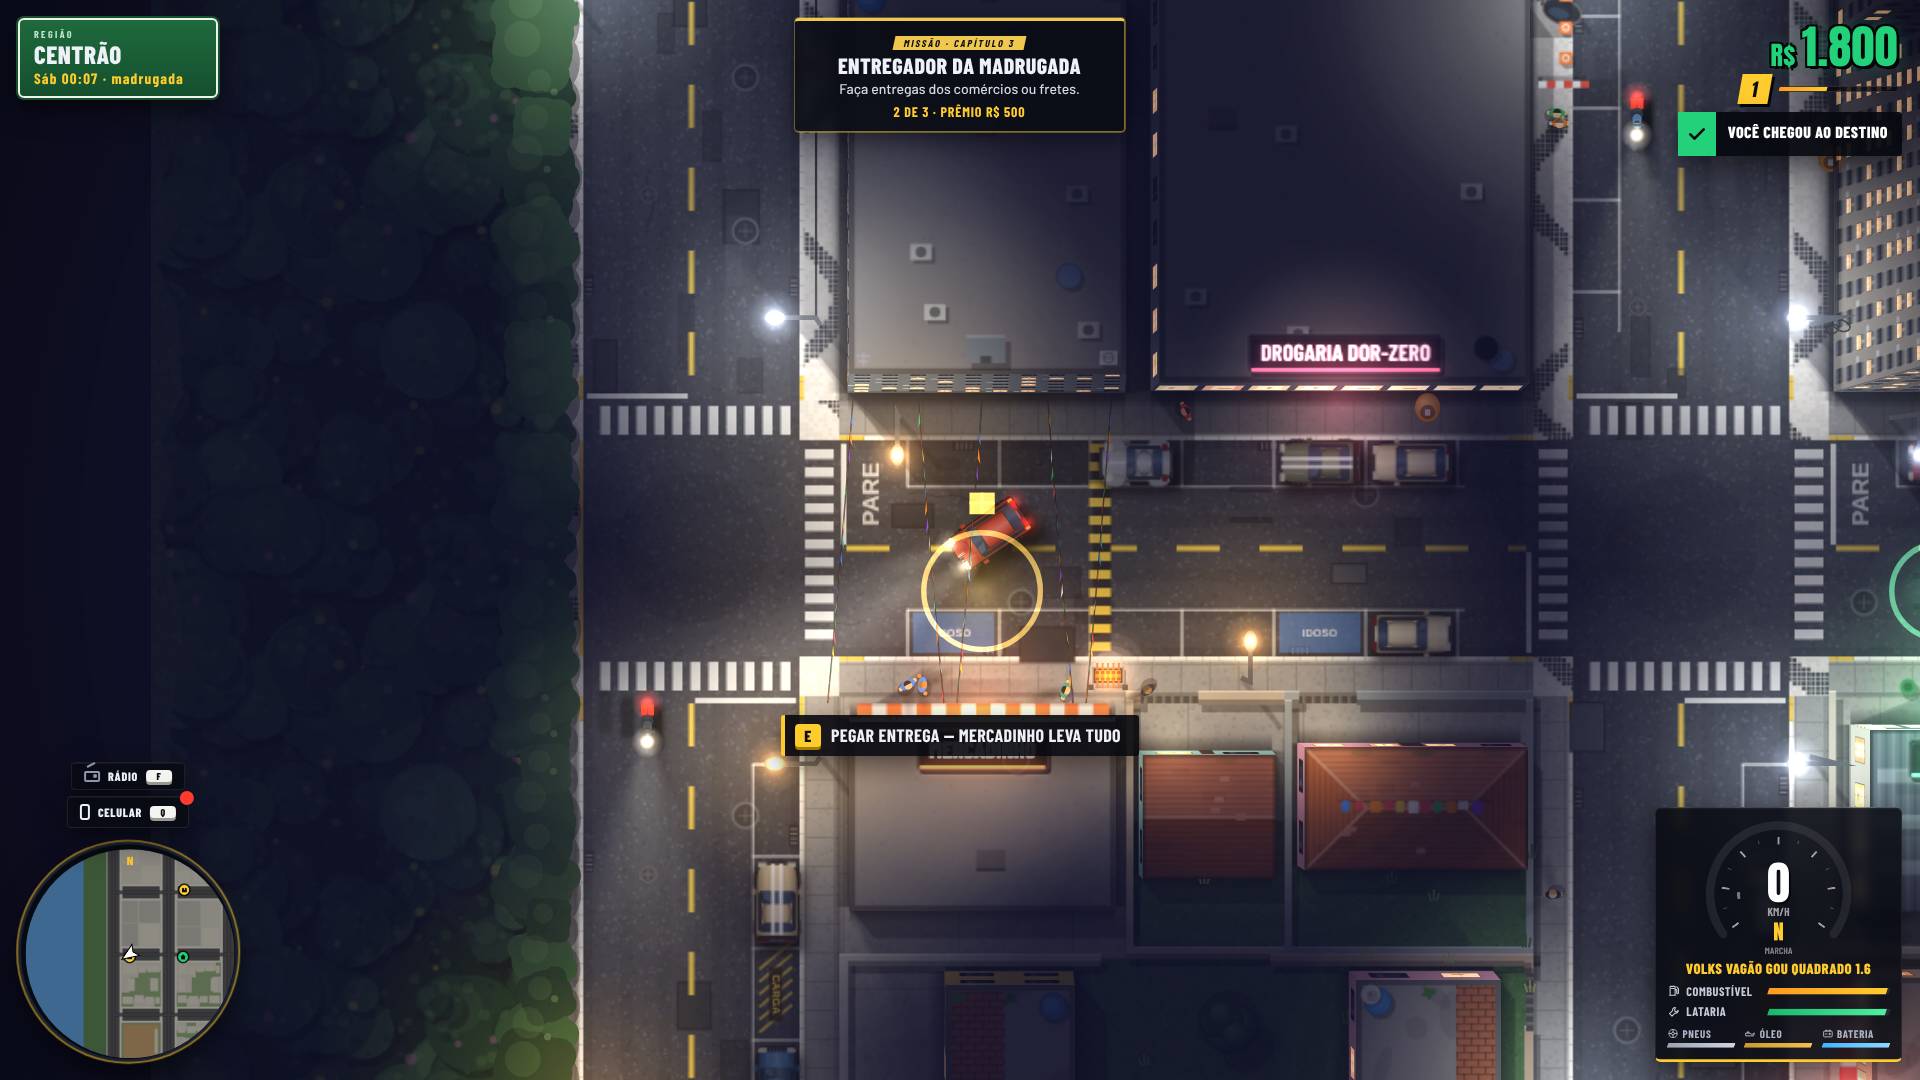 REGIÃO
CENTRÃO
Sáb 00:07 · madrugada
MISSÃO · CAPÍTULO 3
ENTREGADOR DA MADRUGADA
Faça entregas dos comércios ou fretes.
2 DE 3 · PRÊMIO R$ 500
R$ 1.800
1
VOCÊ CHEGOU AO DESTINO
DROGARIA DOR-ZERO
PARE
PARE
IDOSO
IDOSO
E PEGAR ENTREGA — MERCADINHO LEVA TUDO
RÁDIO F
CELULAR Q
N
M
CARGA
0
KM/H
N
MARCHA
VOLKS VAGÃO GOU QUADRADO 1.6
COMBUSTÍVEL
LATARIA
PNEUS
ÓLEO
BATERIA